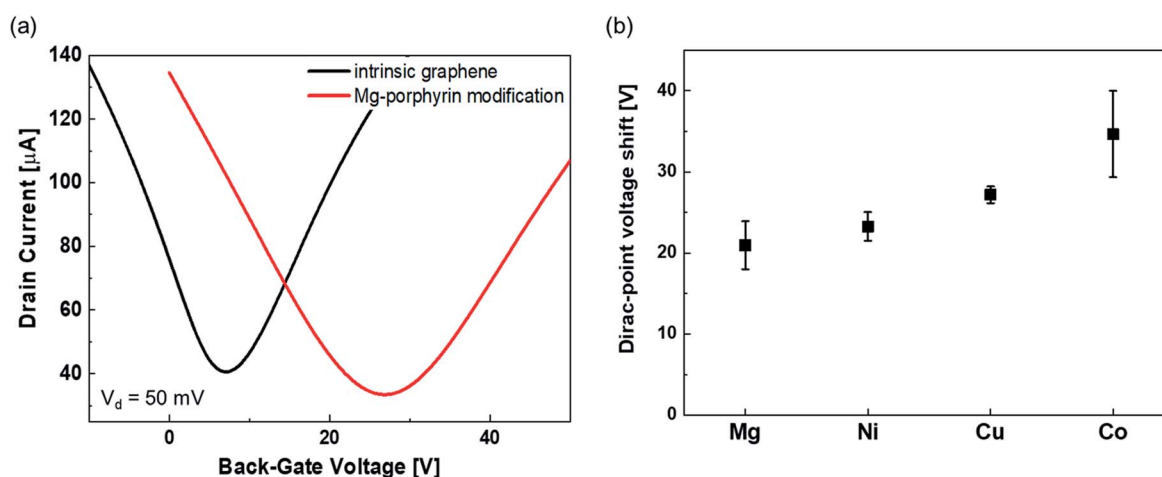 (a)
140
120
100
80
60
40
Drain Current [μA]
intrinsic graphene
Mg-porphyrin modification
V_d = 50 mV
0
20
40
Back-Gate Voltage [V]
(b)
40
30
20
10
0
Dirac-point voltage shift [V]
Mg
Ni
Cu
Co